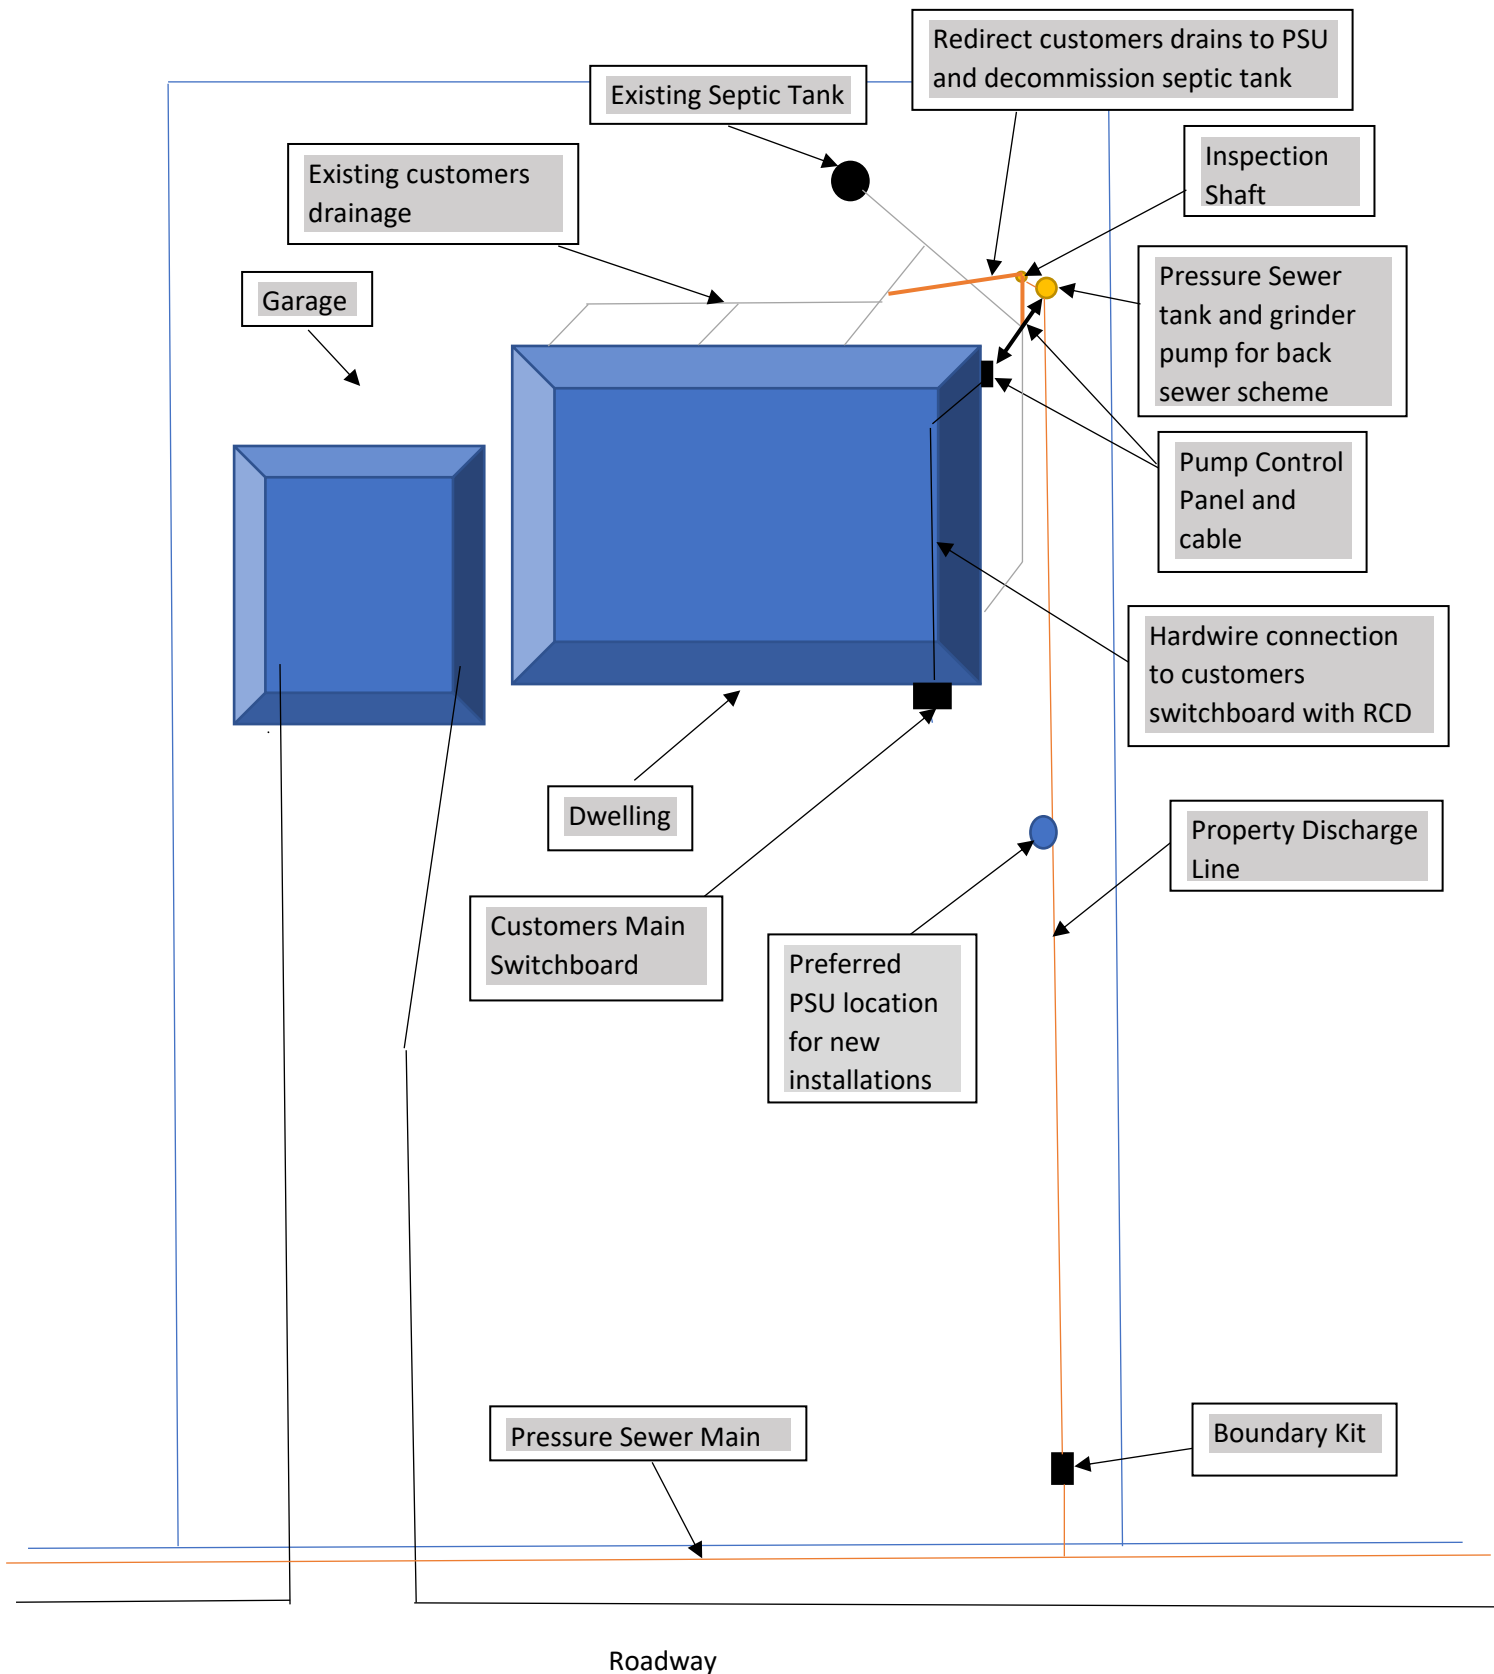 Redirect customers drains to PSU
and decommission septic tank
Existing Septic Tank
Inspection
Shaft
Existing customers
drainage
Garage
Pressure Sewer
tank and grinder
pump for back
sewer scheme
Pump Control
Panel and
cable
Hardwire connection
to customers
switchboard with RCD
Dwelling
Property Discharge
Line
Customers Main
Switchboard
Preferred
PSU location
for new
installations
Pressure Sewer Main
Boundary Kit
Roadway